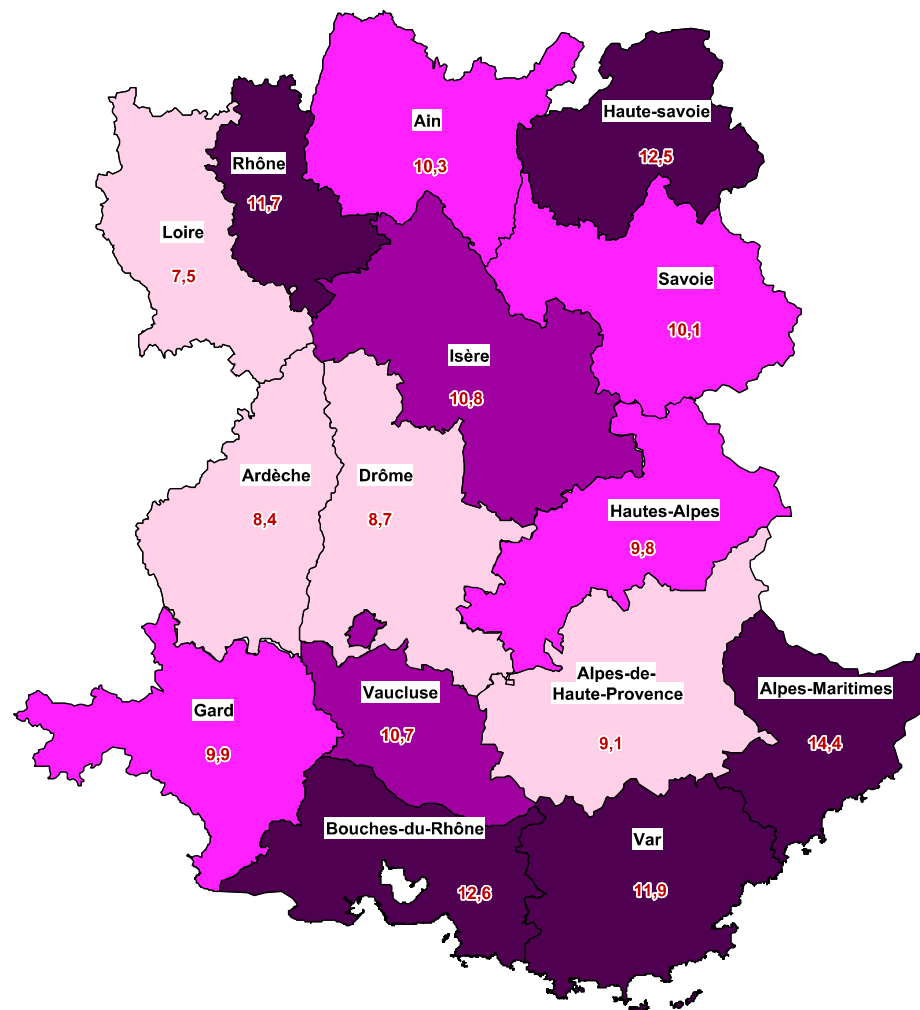 Haute-savoie
12,5
Ain
10,3
Rhône
11,7
Loire
7,5
Savoie
10,1
Isère
10,8
Ardèche
8,4
Drôme
8,7
Hautes-Alpes
9,8
Alpes-de-
Haute-Provence
9,1
Alpes-Maritimes
14,4
Vaucluse
10,7
Gard
9,9
Bouches-du-Rhône
12,6
Var
11,9